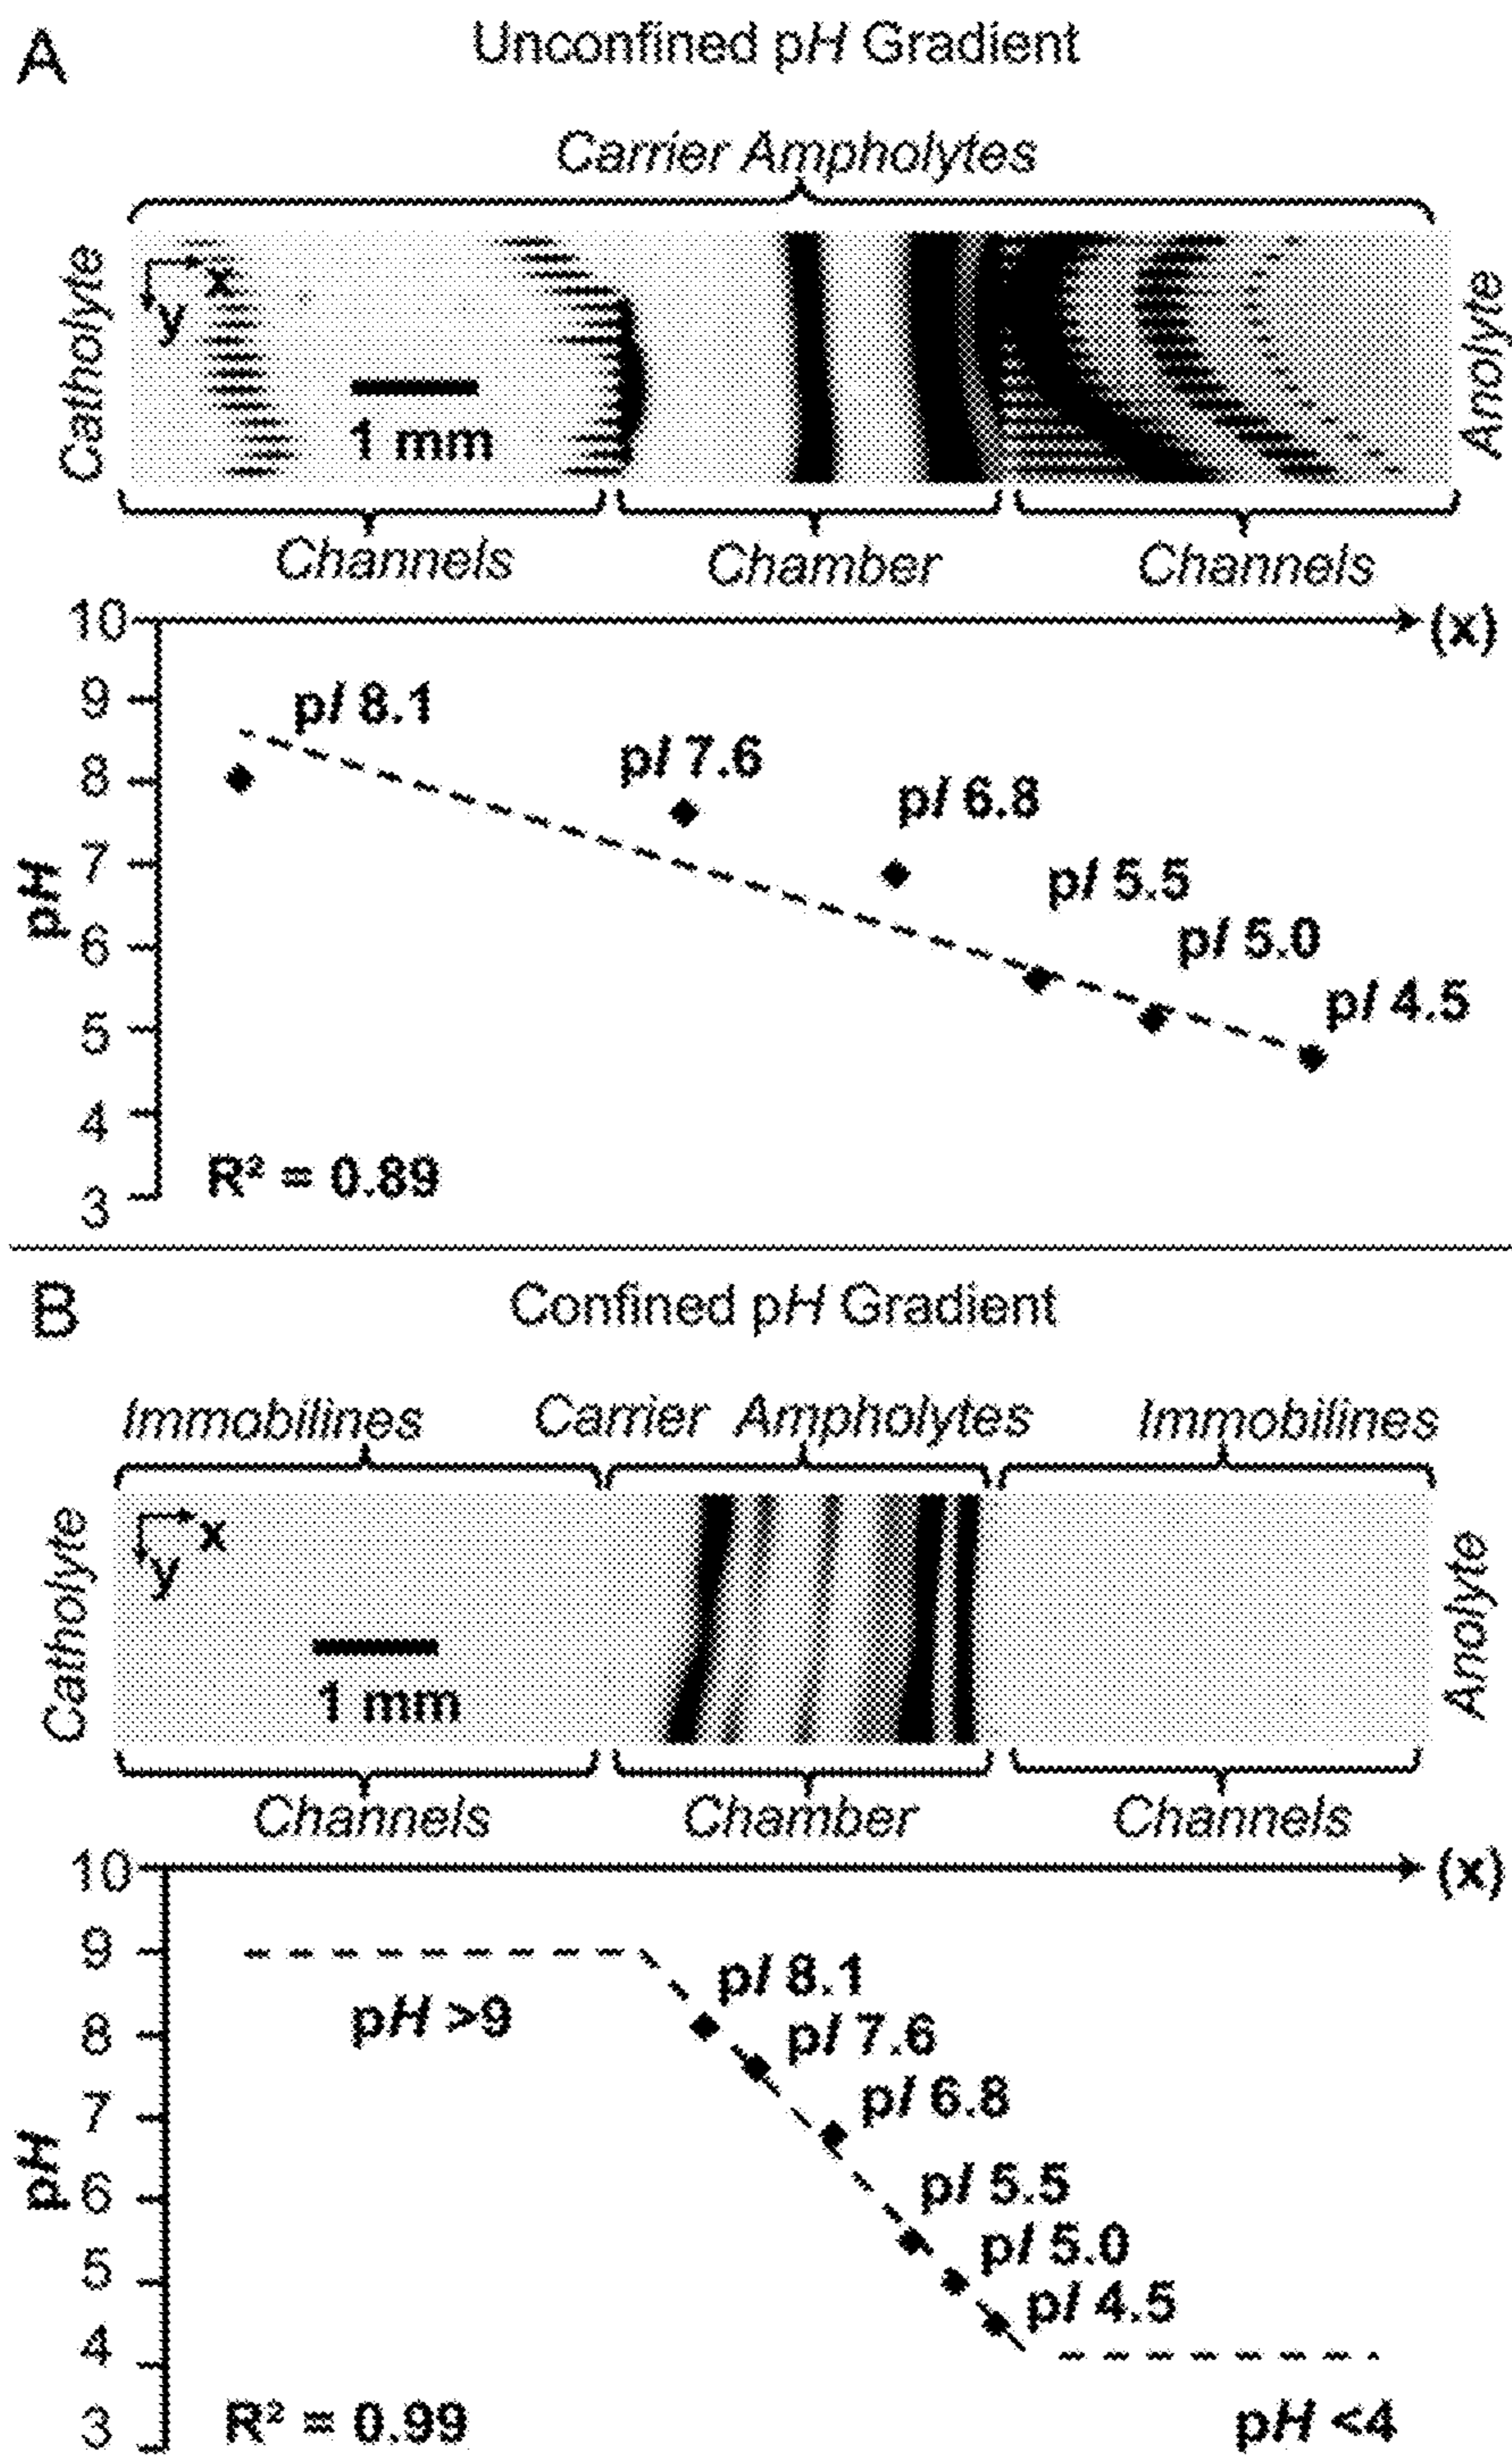 A
Unconfined pH Gradient
Carrier Ampholytes
Catholyte
x
y
1 mm
Anolyte
Channels
Chamber
Channels
10
(x)
9
pI 8.1
pI 7.6
8
pI 6.8
7
pI 5.5
pH
6
pI 5.0
pI 4.5
5
4
R² = 0.89
3
B
Confined pH Gradient
Immobilines
Carrier Ampholytes
Immobilines
Catholyte
x
y
1 mm
Anolyte
Channels
Chamber
Channels
10
(x)
9
pI 8.1
pH >9
8
pI 7.6
7
pI 6.8
pH
6
pI 5.5
5
pI 5.0
pI 4.5
4
R² = 0.99
pH <4
3